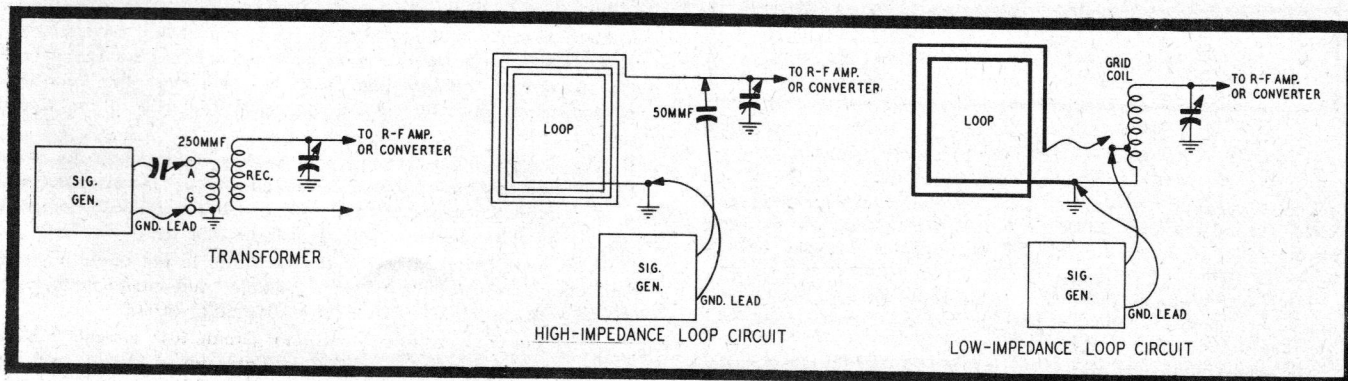 SIG.
GEN.
250MMF
A
G
GND. LEAD
REC.
TO R-F AMP.
OR CONVERTER
TRANSFORMER
LOOP
50MMF
TO R-F AMP.
OR CONVERTER
SIG.
GEN.
GND. LEAD
HIGH-IMPEDANCE LOOP CIRCUIT
LOOP
GRID
COIL
TO R-F AMP.
OR CONVERTER
SIG.
GEN.
GND. LEAD
LOW-IMPEDANCE LOOP CIRCUIT